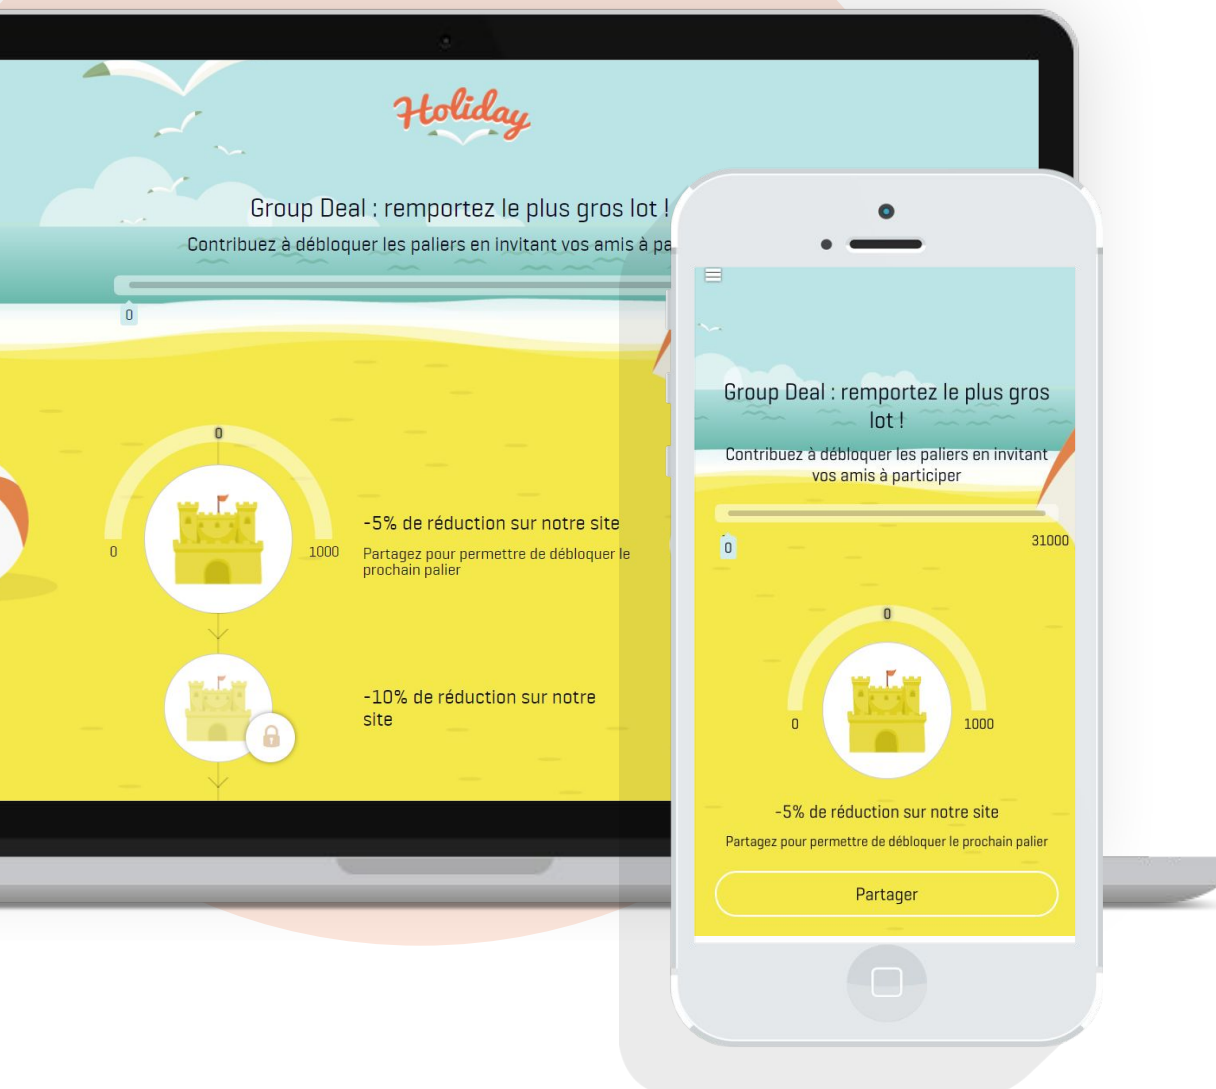 Holiday
Group Deal : remportez le plus gros lot !
Contribuez à débloquer les paliers en invitant vos amis à pa
0
0
0
1000
-5% de réduction sur notre site
Partagez pour permettre de débloquer le
prochain palier
-10% de réduction sur notre
site
Group Deal : remportez le plus gros
lot !
Contribuez à débloquer les paliers en invitant
vos amis à participer
0
31000
0
0
1000
-5% de réduction sur notre site
Partagez pour permettre de débloquer le prochain palier
Partager